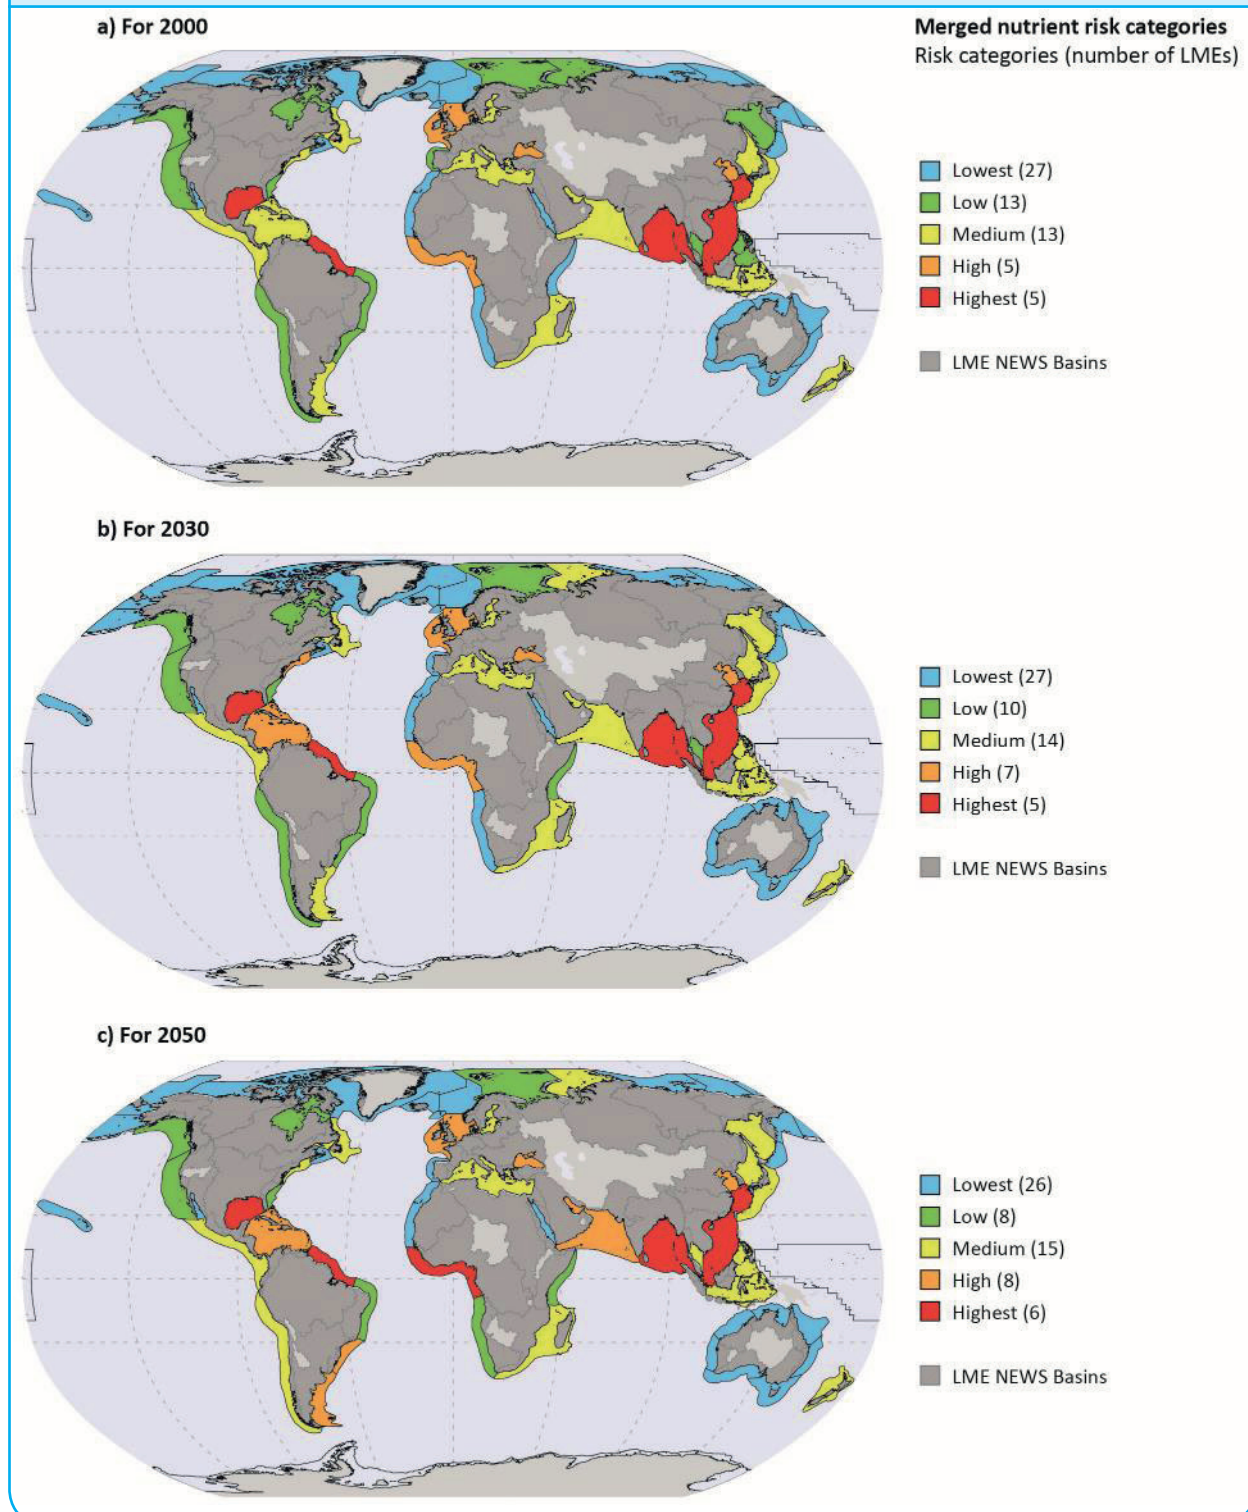 a) For 2000
Merged nutrient risk categories
Risk categories (number of LMEs)
Lowest (27)
Low (13)
Medium (13)
High (5)
Highest (5)
LME NEWS Basins
b) For 2030
Lowest (27)
Low (10)
Medium (14)
High (7)
Highest (5)
LME NEWS Basins
c) For 2050
Lowest (26)
Low (8)
Medium (15)
High (8)
Highest (6)
LME NEWS Basins